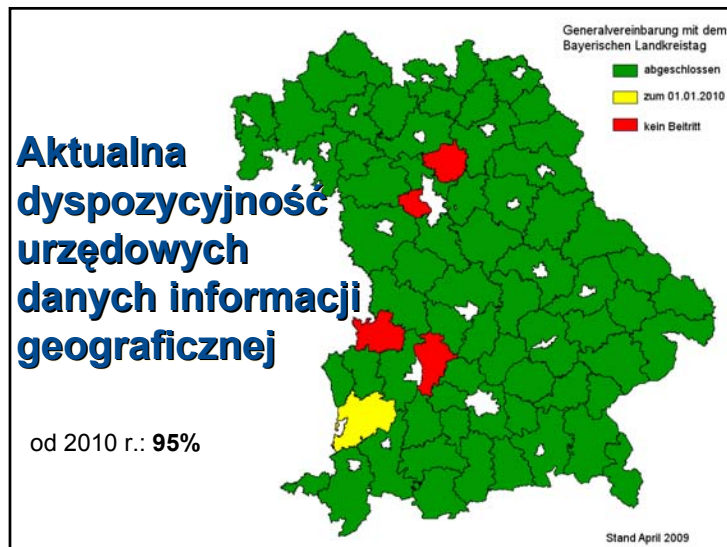 Generalvereinbarung mit dem
Bayerischen Landkreistag
abgeschlossen
zum 01.01.2010
kein Beitritt
Aktualna
dyspozycyjność
urzędowych
danych informacji
geograficznej
od 2010 r.: 95%
Stand April 2009